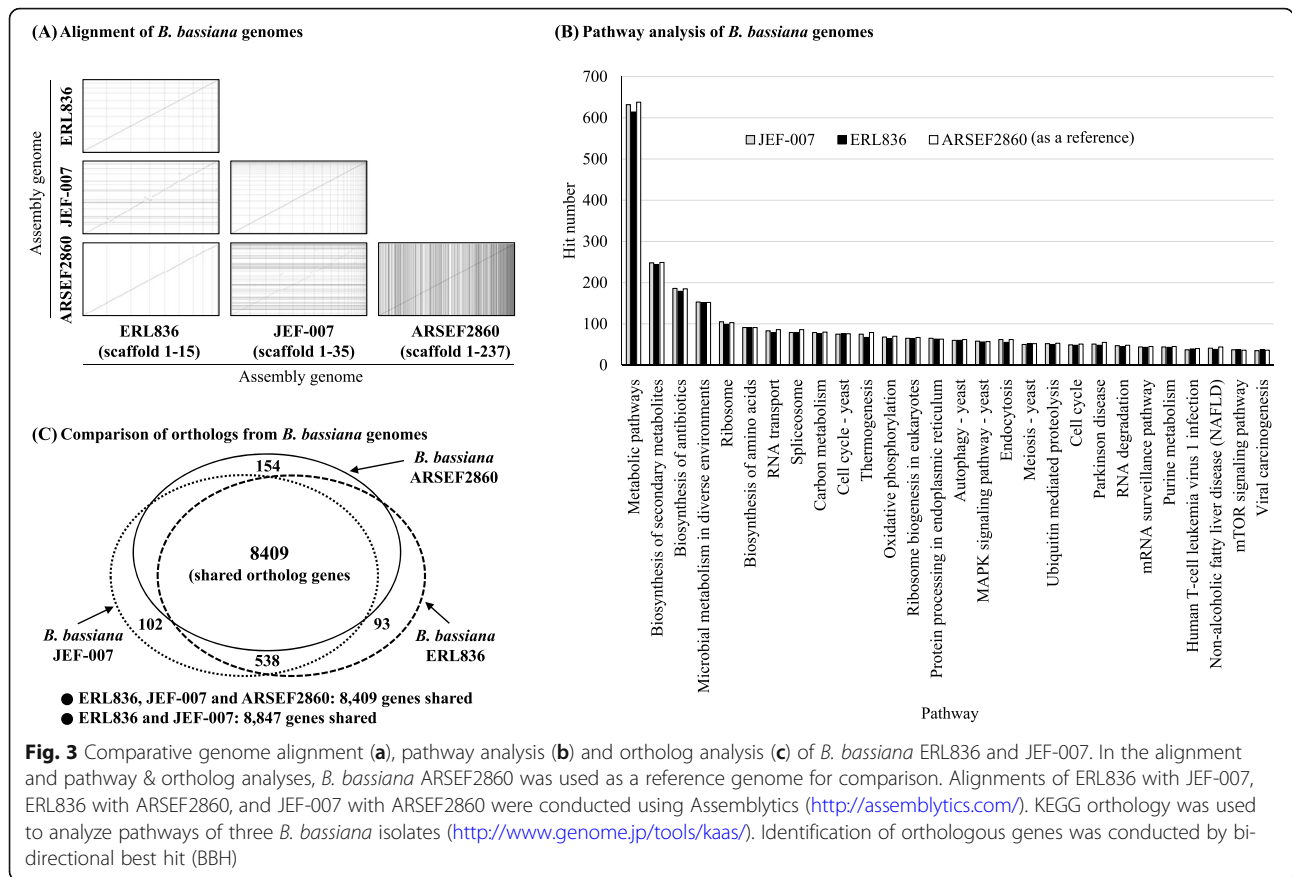 (A) Alignment of B. bassiana genomes
Assembly genome
ERL836
JEF-007
ARSEF2860
ERL836
(scaffold 1-15)
JEF-007
(scaffold 1-35)
ARSEF2860
(scaffold 1-237)
Assembly genome
(B) Pathway analysis of B. bassiana genomes
Hit number
700
600
500
400
300
200
100
0
JEF-007 ERL836 ARSEF2860 (as a reference)
Metabolic pathways
Biosynthesis of secondary metabolites
Biosynthesis of antibiotics
Microbial metabolism in diverse environments
Ribosome
Biosynthesis of amino acids
RNA transport
Spliceosome
Carbon metabolism
Cell cycle - yeast
Thermogenesis
Oxidative phosphorylation
Ribosome biogenesis in eukaryotes
Protein processing in endoplasmic reticulum
Autophagy - yeast
MAPK signaling pathway - yeast
Endocytosis
Meiosis - yeast
Ubiquitin mediated proteolysis
Cell cycle
Parkinson disease
RNA degradation
mRNA surveillance pathway
Purine metabolism
Human T-cell leukemia virus 1 infection
Non-alcoholic fatty liver disease (NAFLD)
mTOR signaling pathway
Viral carcinogenesis
Pathway
(C) Comparison of orthologs from B. bassiana genomes
154
B. bassiana
ARSEF2860
8409
(shared ortholog genes
102
93
B. bassiana
JEF-007
538
B. bassiana
ERL836
● ERL836, JEF-007 and ARSEF2860: 8,409 genes shared
● ERL836 and JEF-007: 8,847 genes shared
Fig. 3 Comparative genome alignment (a), pathway analysis (b) and ortholog analysis (c) of B. bassiana ERL836 and JEF-007. In the alignment
and pathway & ortholog analyses, B. bassiana ARSEF2860 was used as a reference genome for comparison. Alignments of ERL836 with JEF-007,
ERL836 with ARSEF2860, and JEF-007 with ARSEF2860 were conducted using Assemblytics (http://assemblytics.com/). KEGG orthology was used
to analyze pathways of three B. bassiana isolates (http://www.genome.jp/tools/kaas/). Identification of orthologous genes was conducted by bi-
directional best hit (BBH)